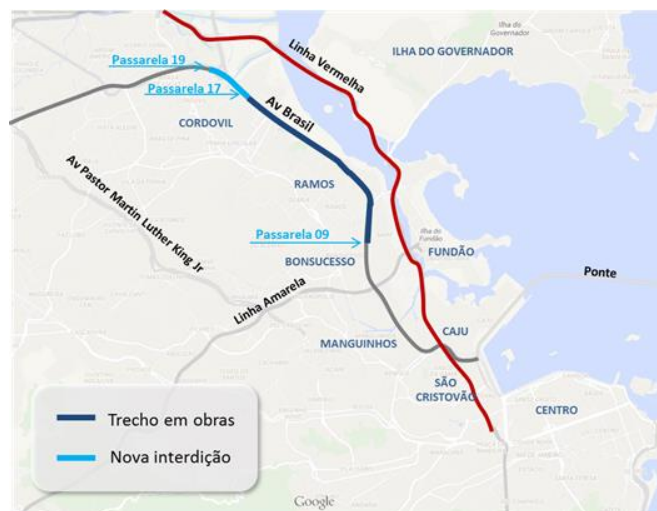 Ilha do
Governador
ILHA DO GOVERNADOR
Linha Vermelha
Passarela 19
Passarela 17
Av Brasil
CORDOVIL
Av Pastor Martin Luther King Jr
RAMOS
Passarela 09
Ilha do
Fundão
BONSUCESSO
FUNDÃO
Ponte
Linha Amarela
MANGUINHOS
CAJU
SÃO
CRISTOVÃO
CENTRO
Trecho em obras
Nova interdição
Google